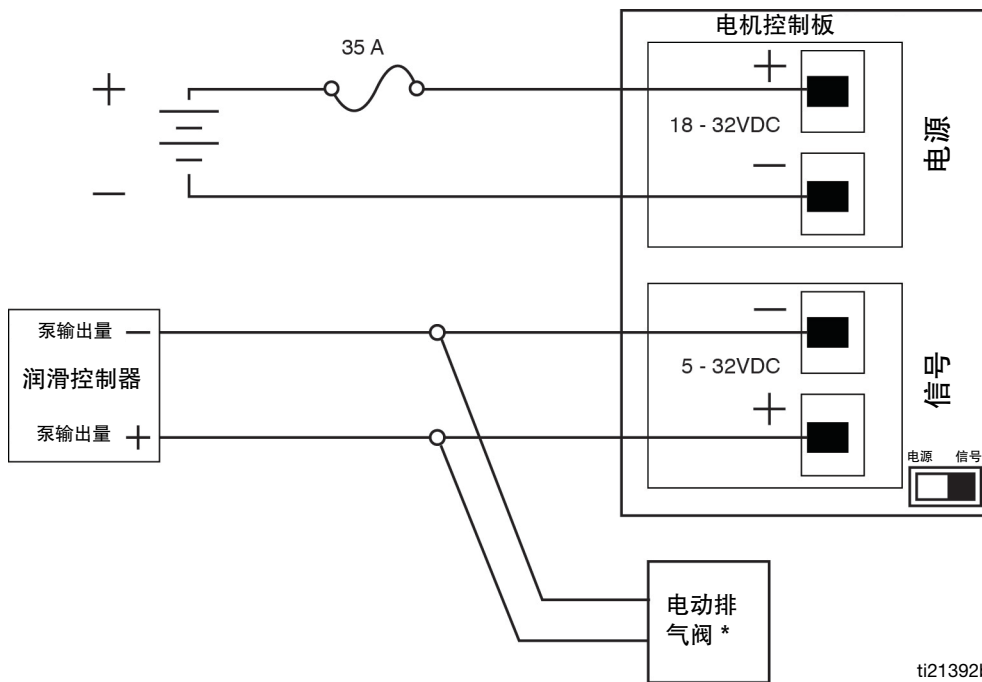 电机控制板
35 A
+
+
18 - 32VDC
电源
—
—
泵输出量 —
—
5 - 32VDC
信号
润滑控制器
+
泵输出量 +
电源 信号
电动排
气阀 *
ti21392b